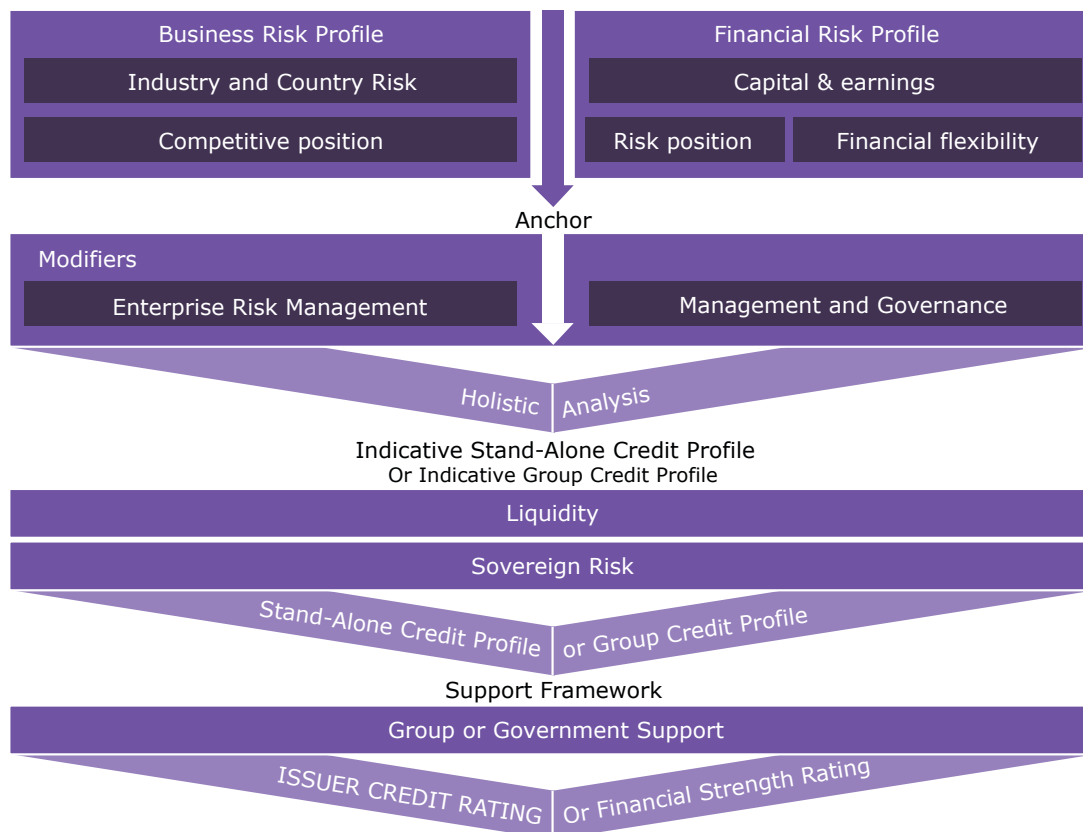 Business Risk Profile
Industry and Country Risk
Competitive position
Financial Risk Profile
Capital & earnings
Risk position
Financial flexibility
Anchor
Modifiers
Enterprise Risk Management
Management and Governance
Holistic Analysis
Indicative Stand-Alone Credit Profile
Or Indicative Group Credit Profile
Liquidity
Sovereign Risk
Stand-Alone Credit Profile or Group Credit Profile
Support Framework
Group or Government Support
ISSUER CREDIT RATING Or Financial Strength Rating